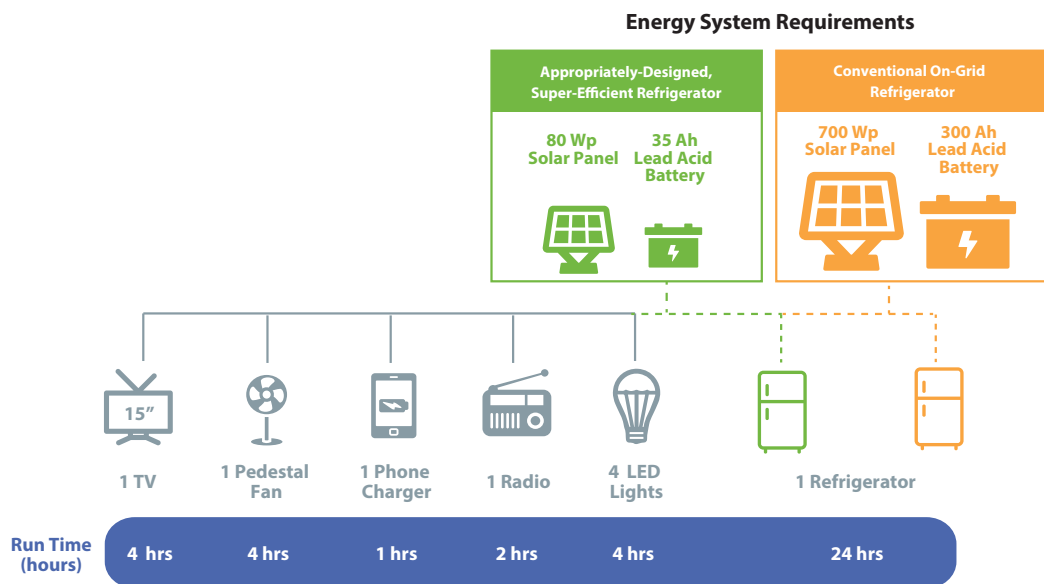 Energy System Requirements
Appropriately-Designed,
Super-Efficient Refrigerator
80 Wp
Solar Panel
35 Ah
Lead Acid
Battery
Conventional On-Grid
Refrigerator
700 Wp
Solar Panel
300 Ah
Lead Acid
Battery
15”
1 TV
1 Pedestal
Fan
1 Phone
Charger
1 Radio
4 LED
Lights
1 Refrigerator
Run Time
(hours)
4 hrs
4 hrs
1 hrs
2 hrs
4 hrs
24 hrs